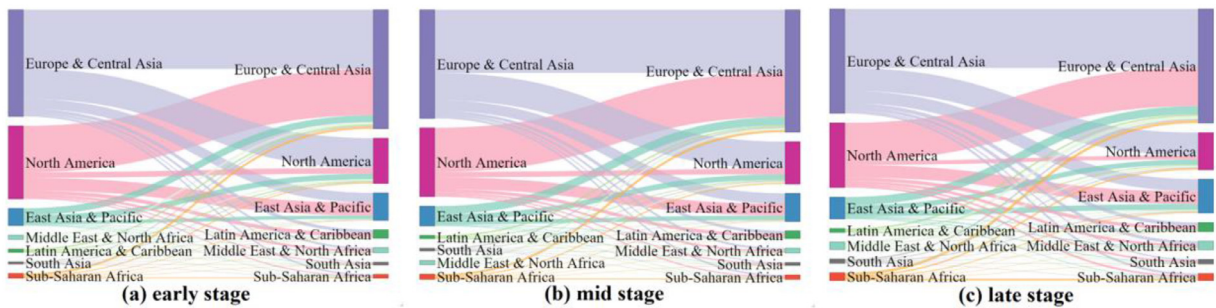 Europe & Central Asia
Europe & Central Asia
North America
North America
East Asia & Pacific
East Asia & Pacific
Middle East & North Africa
Latin America & Caribbean
Latin America & Caribbean
Middle East & North Africa
South Asia
South Asia
Sub-Saharan Africa
Sub-Saharan Africa
(a) early stage
Europe & Central Asia
Europe & Central Asia
North America
North America
East Asia & Pacific
East Asia & Pacific
Latin America & Caribbean
Latin America & Caribbean
South Asia
Middle East & North Africa
Middle East & North Africa
South Asia
Sub-Saharan Africa
Sub-Saharan Africa
(b) mid stage
Europe & Central Asia
Europe & Central Asia
North America
North America
East Asia & Pacific
East Asia & Pacific
Latin America & Caribbean
Latin America & Caribbean
Middle East & North Africa
Middle East & North Africa
South Asia
South Asia
Sub-Saharan Africa
Sub-Saharan Africa
(c) late stage